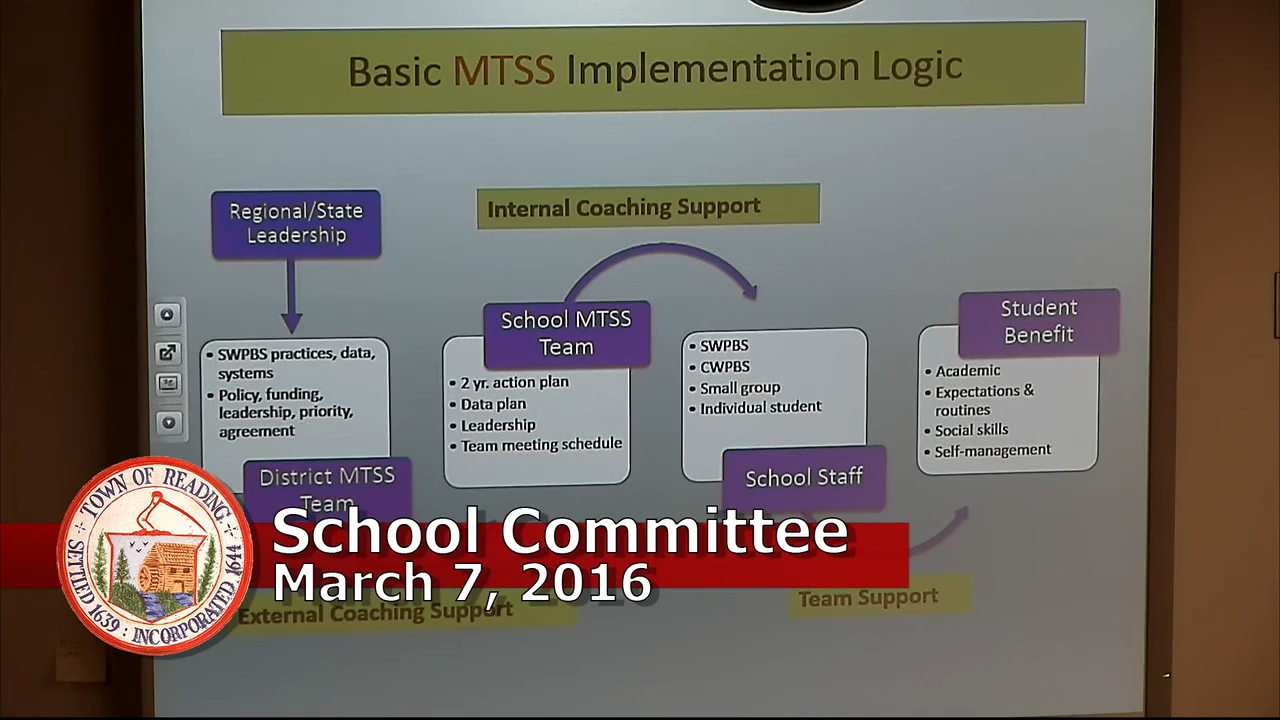 Basic MTSS Implementation Logic
Internal Coaching Support
Regional/State
Leadership
• SWPBS practices, data,
systems
• Policy, funding,
leadership, priority,
agreement
District MTSS
Team
School MTSS
Team
• 2 yr. action plan
• Data plan
• Leadership
• Team meeting schedule
• SWPBS
• CWPBS
• Small group
• Individual student
School Staff
Student
Benefit
• Academic
• Expectations &
routines
• Social skills
• Self-management
External Coaching Support
Team Support
TOWN OF READING
SETTLED 1639 : INCORPORATED 1644
School Committee
March 7, 2016